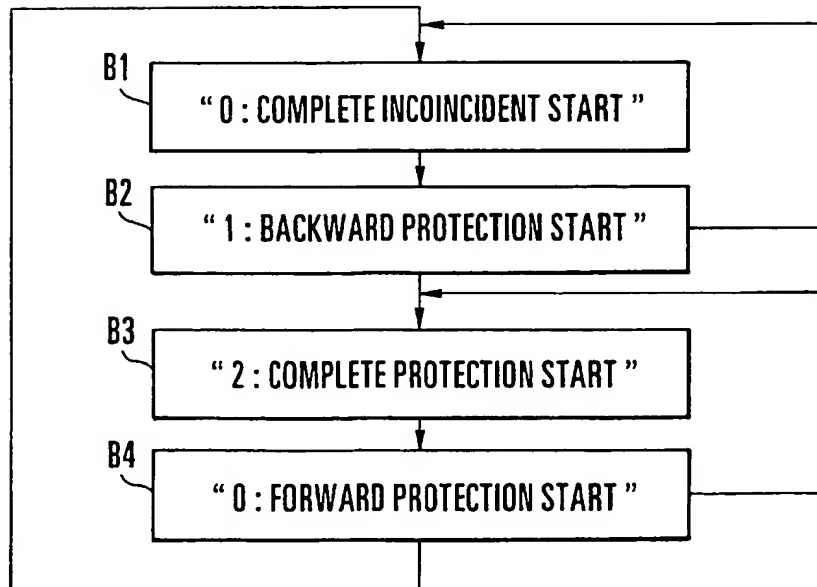 B1
“ 0 : COMPLETE INCOINCIDENT START ”
B2
“ 1 : BACKWARD PROTECTION START ”
B3
“ 2 : COMPLETE PROTECTION START ”
B4
“ 0 : FORWARD PROTECTION START ”